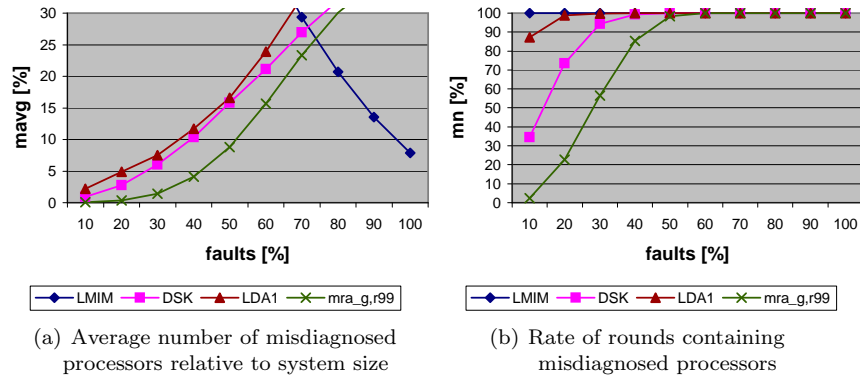 mavg [%]
30
25
20
15
10
5
0
10 20 30 40 50 60 70 80 90 100
faults [%]
LMIM DSK LDA1 mra_g,r99
(a) Average number of misdiagnosed
processors relative to system size
mn [%]
100
90
80
70
60
50
40
30
20
10
0
10 20 30 40 50 60 70 80 90 100
faults [%]
LMIM DSK LDA1 mra_g,r99
(b) Rate of rounds containing
misdiagnosed processors